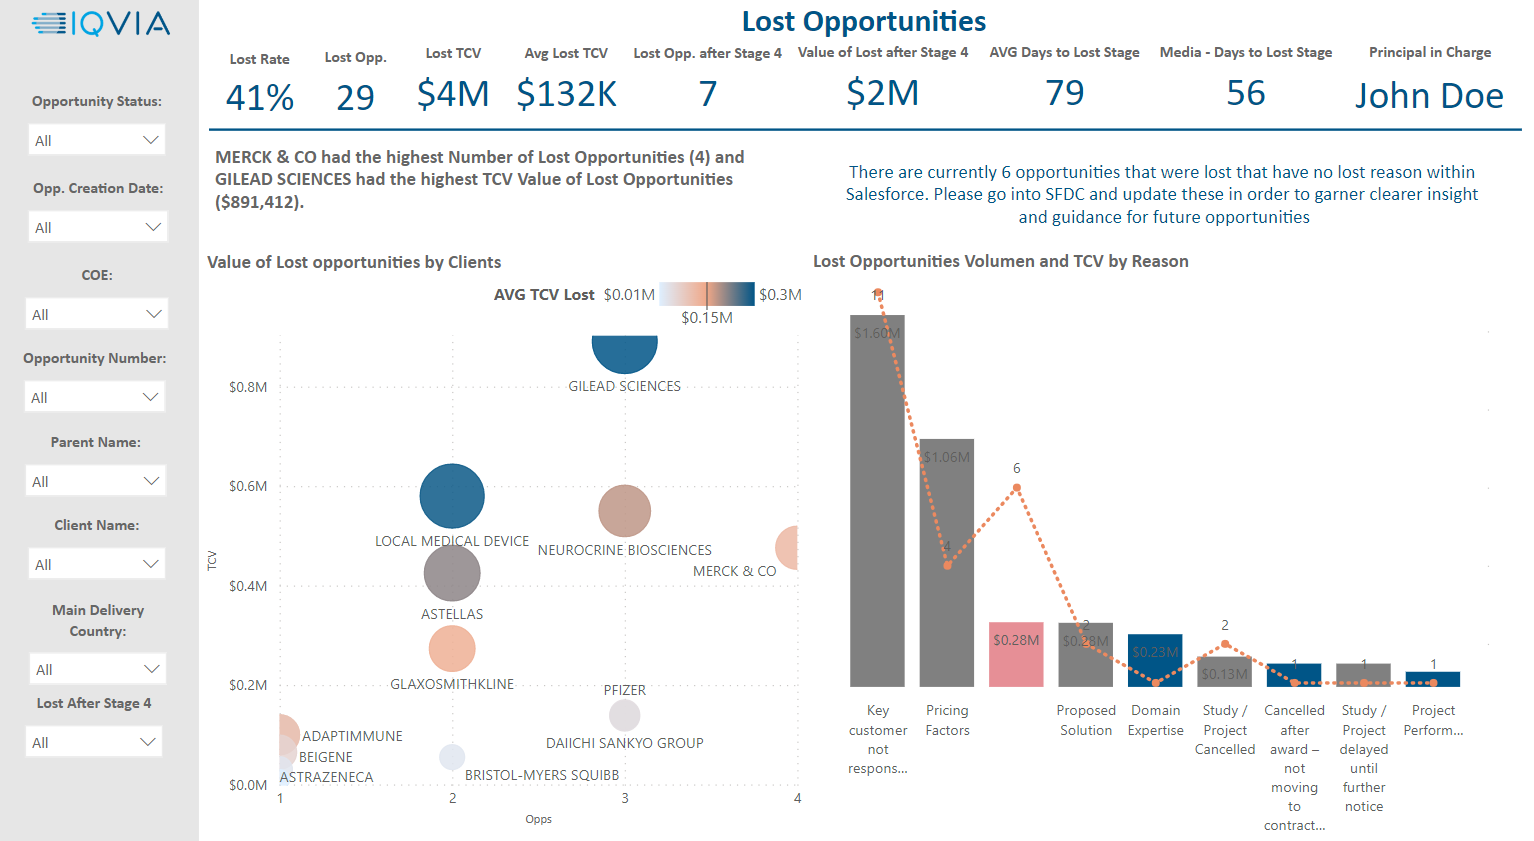 IQVIA
Lost Opportunities
Lost Rate
41%
Lost Opp.
29
Lost TCV
$4M
Avg Lost TCV
$132K
Lost Opp. after Stage 4
7
Value of Lost after Stage 4
$2M
AVG Days to Lost Stage
79
Media - Days to Lost Stage
56
Principal in Charge
John Doe
Opportunity Status:
All
Opp. Creation Date:
All
COE:
All
Opportunity Number:
All
Parent Name:
All
Client Name:
All
Main Delivery
Country:
All
Lost After Stage 4
All
MERCK & CO had the highest Number of Lost Opportunities (4) and
GILEAD SCIENCES had the highest TCV Value of Lost Opportunities
($891,412).
There are currently 6 opportunities that were lost that have no lost reason within
Salesforce. Please go into SFDC and update these in order to garner clearer insight
and guidance for future opportunities
Value of Lost opportunities by Clients
AVG TCV Lost $0.01M $0.3M
$0.15M
$0.8M
$0.6M
$0.4M
$0.2M
$0.0M
TCV
GILEAD SCIENCES
LOCAL MEDICAL DEVICE
NEUROCRINE BIOSCIENCES
MERCK & CO
ASTELLAS
GLAXOSMITHKLINE
PFIZER
ADAPTIMMUNE
DAIICHI SANKYO GROUP
BEIGENE
BRISTOL-MYERS SQUIBB
ASTRAZENECA
1 2 3 4
Opps
Lost Opportunities Volumen and TCV by Reason
11
$1.60M
$1.06M
4
6
$0.28M
2
$0.28M
$0.23M
2
$0.13M
1
1
1
Key
customer
not
respons...
Pricing
Factors
Proposed
Solution
Domain
Expertise
Study /
Project
Cancelled
Cancelled
after
award –
not
moving
to
contract...
Study /
Project
delayed
until
further
notice
Project
Perform...